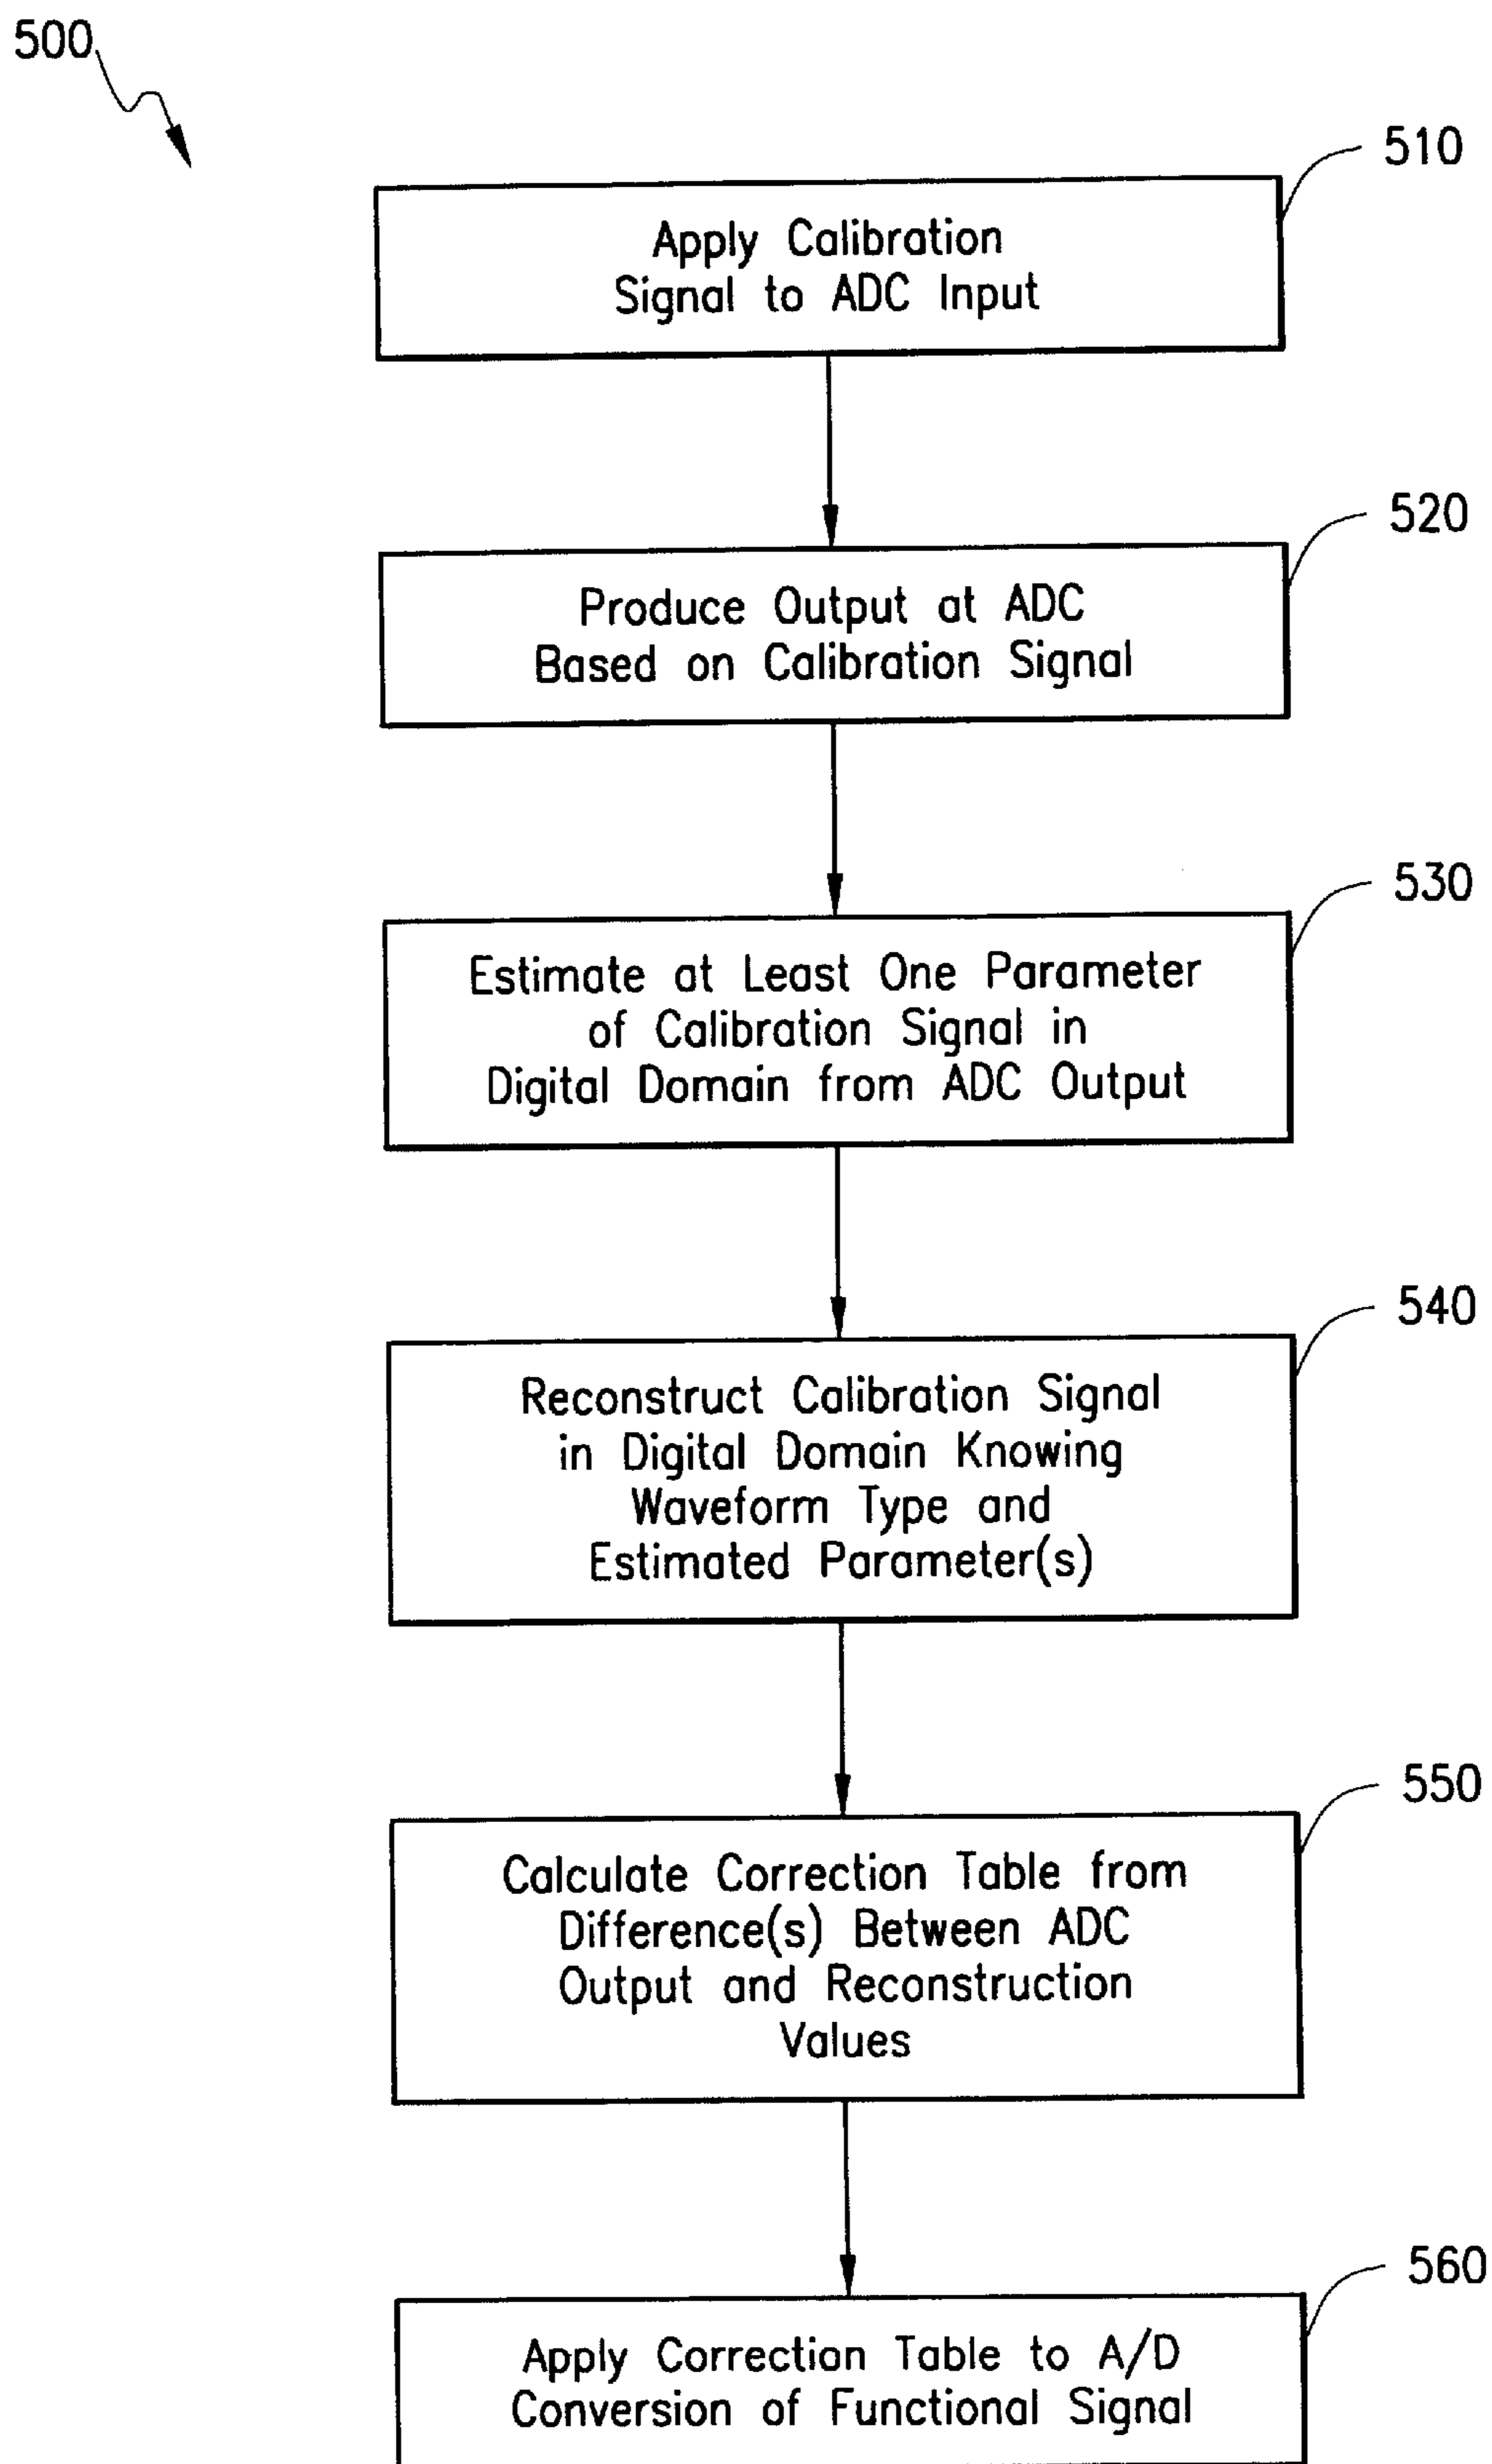 500
510
Apply Calibration
Signal to ADC Input
520
Produce Output at ADC
Based on Calibration Signal
530
Estimate at Least One Parameter
of Calibration Signal in
Digital Domain from ADC Output
540
Reconstruct Calibration Signal
in Digital Domain Knowing
Waveform Type and
Estimated Parameter(s)
550
Calculate Correction Table from
Difference(s) Between ADC
Output and Reconstruction
Values
560
Apply Correction Table to A/D
Conversion of Functional Signal